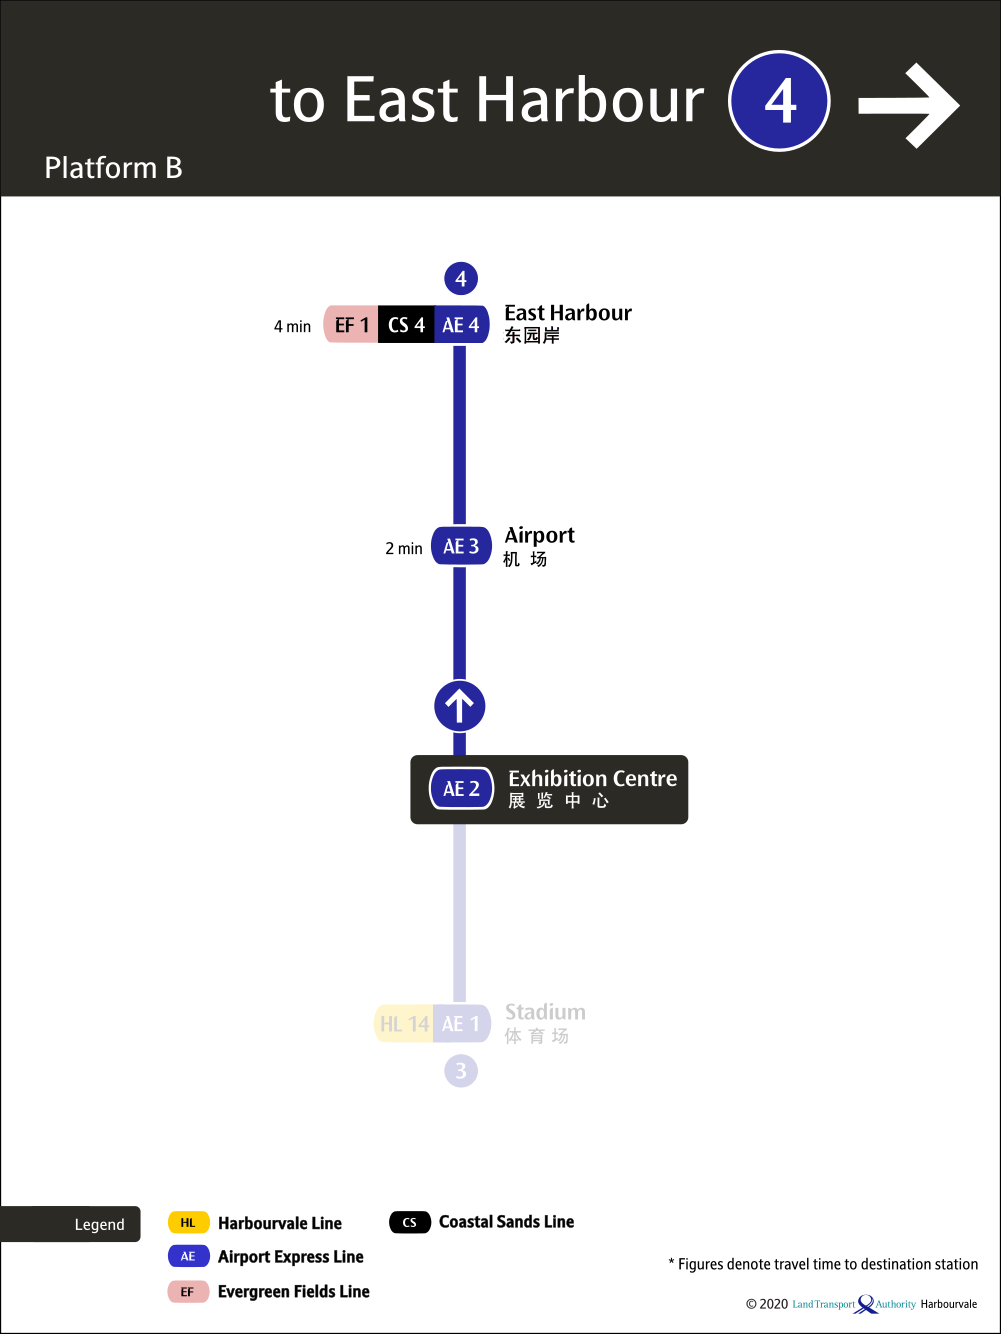 to East Harbour 4
Platform B
4
4 min EF 1 CS 4 AE 4 East Harbour
东园岸
2 min AE 3 Airport
机场
AE 2 Exhibition Centre
展览中心
HL 14 AE 1 Stadium
体育场
3
Legend
HL Harbourvale Line
AE Airport Express Line
EF Evergreen Fields Line
CS Coastal Sands Line
* Figures denote travel time to destination station
© 2020 Land Transport Authority Harbourvale